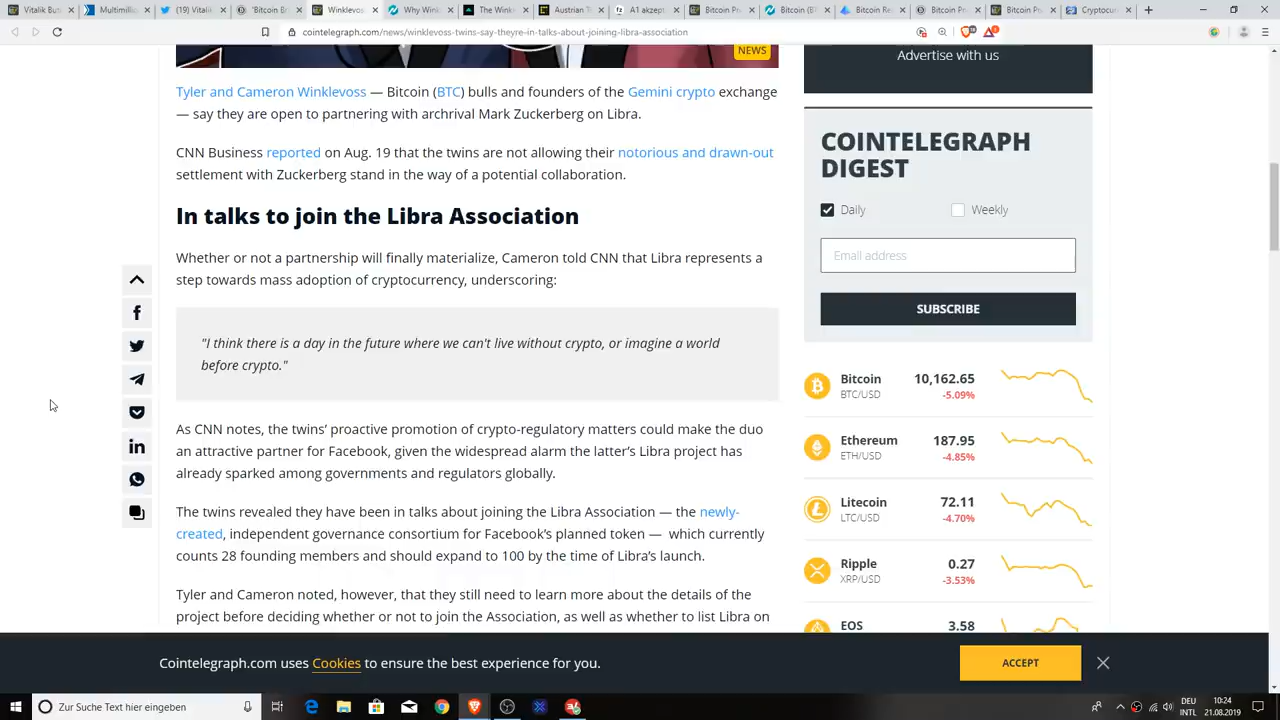 Vitalik Bu
Multimilli
(19) Vitali
'Bitcoin B
Winklevos
Why Wink
The Winke
Austrian T
A1 akzept
Bitcoin Pr
Bitcoin (B
Bitcoin Re
Bitcoin Po
Bitcoin Pr
Cryptocur
cointelegraph.com/news/winklevoss-twins-say-theyre-in-talks-about-joining-libra-association
NEWS
Advertise with us
Tyler and Cameron Winklevoss — Bitcoin (BTC) bulls and founders of the Gemini crypto exchange
— say they are open to partnering with archrival Mark Zuckerberg on Libra.
CNN Business reported on Aug. 19 that the twins are not allowing their notorious and drawn-out
settlement with Zuckerberg stand in the way of a potential collaboration.
In talks to join the Libra Association
Whether or not a partnership will finally materialize, Cameron told CNN that Libra represents a
step towards mass adoption of cryptocurrency, underscoring:
"I think there is a day in the future where we can't live without crypto, or imagine a world
before crypto."
As CNN notes, the twins' proactive promotion of crypto-regulatory matters could make the duo
an attractive partner for Facebook, given the widespread alarm the latter's Libra project has
already sparked among governments and regulators globally.
The twins revealed they have been in talks about joining the Libra Association — the newly-
created, independent governance consortium for Facebook's planned token — which currently
counts 28 founding members and should expand to 100 by the time of Libra's launch.
Tyler and Cameron noted, however, that they still need to learn more about the details of the
project before deciding whether or not to join the Association, as well as whether to list Libra on
COINTELEGRAPH
DIGEST
Daily
Weekly
Email address
SUBSCRIBE
Bitcoin 10,162.65
BTC/USD -5.09%
Ethereum 187.95
ETH/USD -4.85%
Litecoin 72.11
LTC/USD -4.70%
Ripple 0.27
XRP/USD -3.53%
EOS 3.58
Cointelegraph.com uses Cookies to ensure the best experience for you.
ACCEPT
Zur Suche Text hier eingeben
DEU
INTL
10:24
21.08.2019